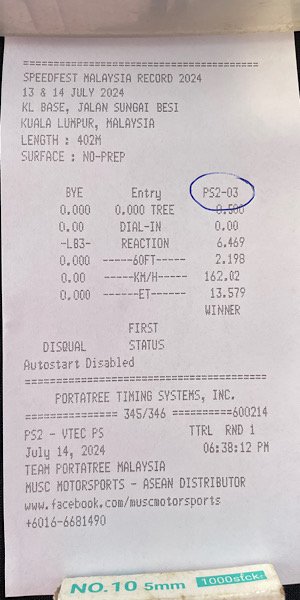 =======================================
SPEEDFEST MALAYSIA RECORD 2024
13 & 14 JULY 2024
KL BASE, JALAN SUNGAI BESI
KUALA LUMPUR, MALAYSIA
LENGTH : 402M
SURFACE : NO-PREP
BYE Entry PS2-03
0.000 0.000 TREE 0.500
0.00 DIAL-IN 0.00
-LB3- REACTION 6.469
0.000 -----60FT----- 2.198
0.00 -----KM/H----- 162.02
0.000 ------ET------ 13.579
WINNER
FIRST
DISQUAL STATUS
Autostart Disabled
=======================================
PORTATREE TIMING SYSTEMS, INC.
=============== 345/346 ==========600214
PS2 - VTEC PS TTRL RND 1
July 14, 2024 06:38:12 PM
TEAM PORTATREE MALAYSIA
MUSC MOTORSPORTS - ASEAN DISTRIBUTOR
www.facebook.com/muscmotorsports
+6016-6681490
NO.10 5mm 1000stcks